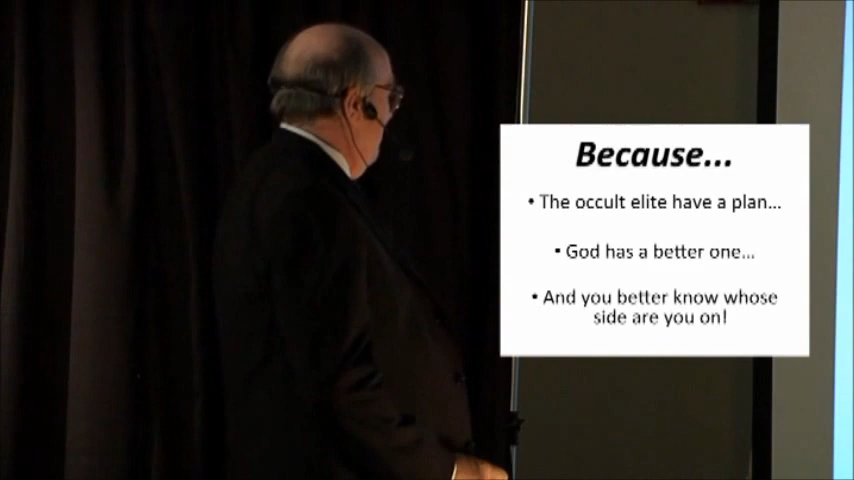 Because...
• The occult elite have a plan...
• God has a better one...
• And you better know whose
side are you on!